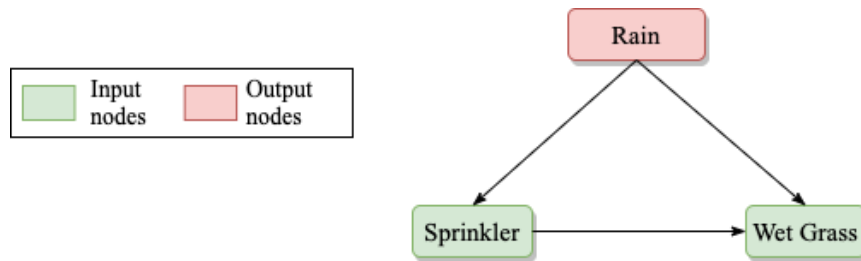 Rain
Input
nodes
Output
nodes
Sprinkler
Wet Grass